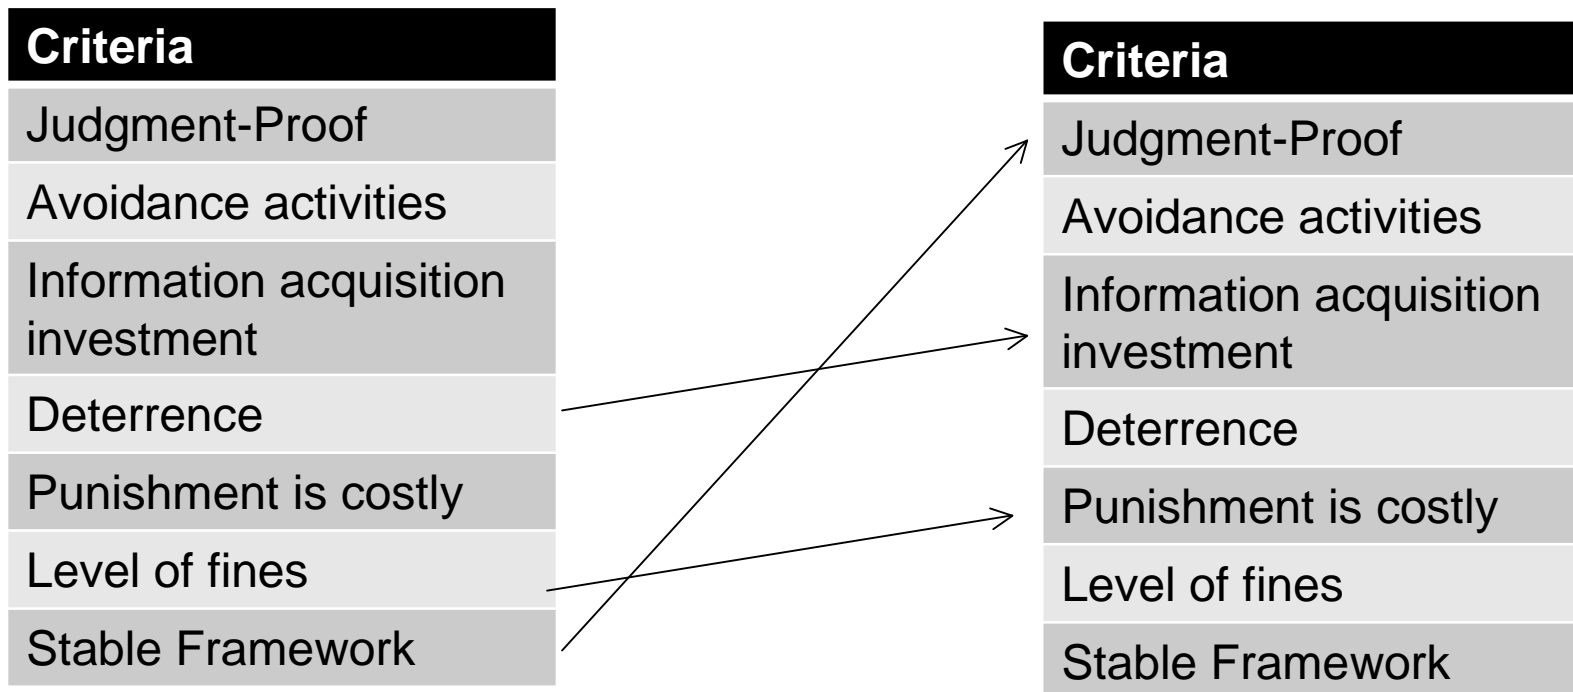 Criteria
Judgment-Proof
Avoidance activities
Information acquisition
investment
Deterrence
Punishment is costly
Level of fines
Stable Framework
Criteria
Judgment-Proof
Avoidance activities
Information acquisition
investment
Deterrence
Punishment is costly
Level of fines
Stable Framework